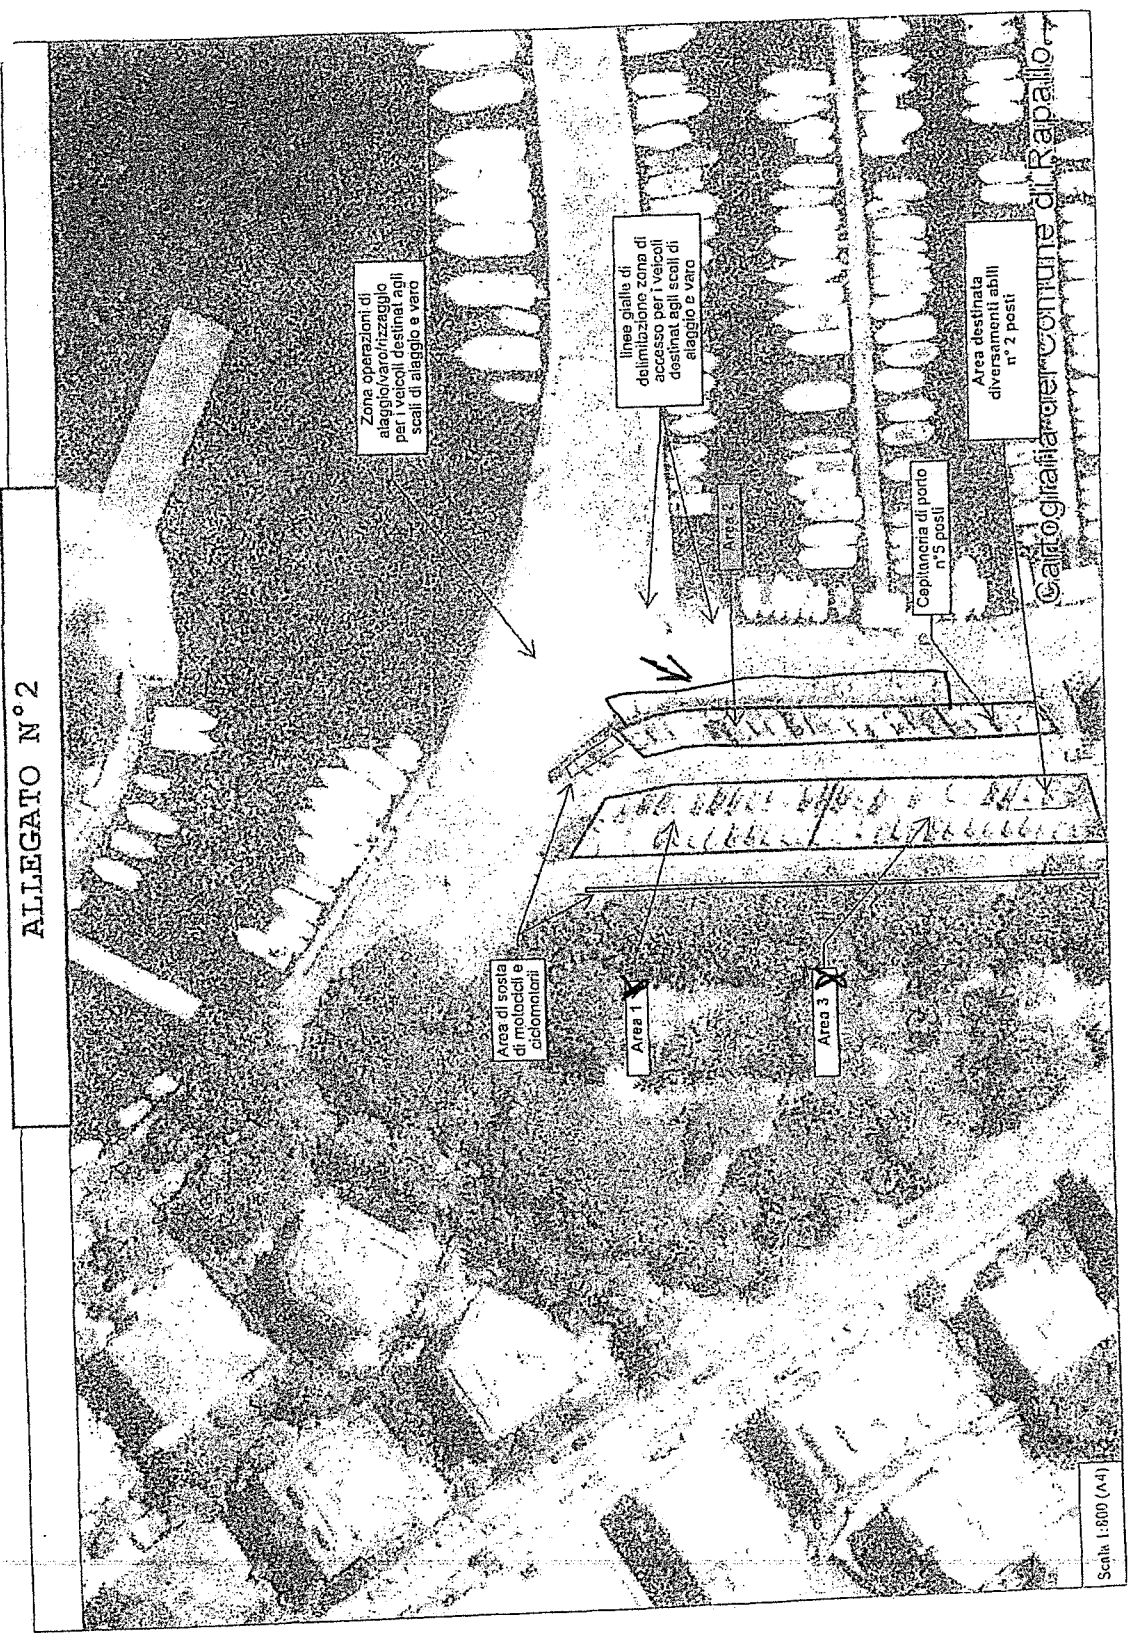 ALLEGATO N°2
Zona operazioni di
alaggio/varo/rizzaggio
per i veicoli destinat agli
scali di alaggio e varo
linee gialle di
delimitazione zona di
accesso per i veicoli
destinat agli scali di
alaggio e varo
Area 2
Capitaneria di porto
n°5 posti
Area destinata
diversamenti abili
n° 2 posti
Cartografia del comune di Rapallo
Area di sosta
di motocicli e
ciclomotori
Area 1
Area 3
Scala 1:800 (A4)